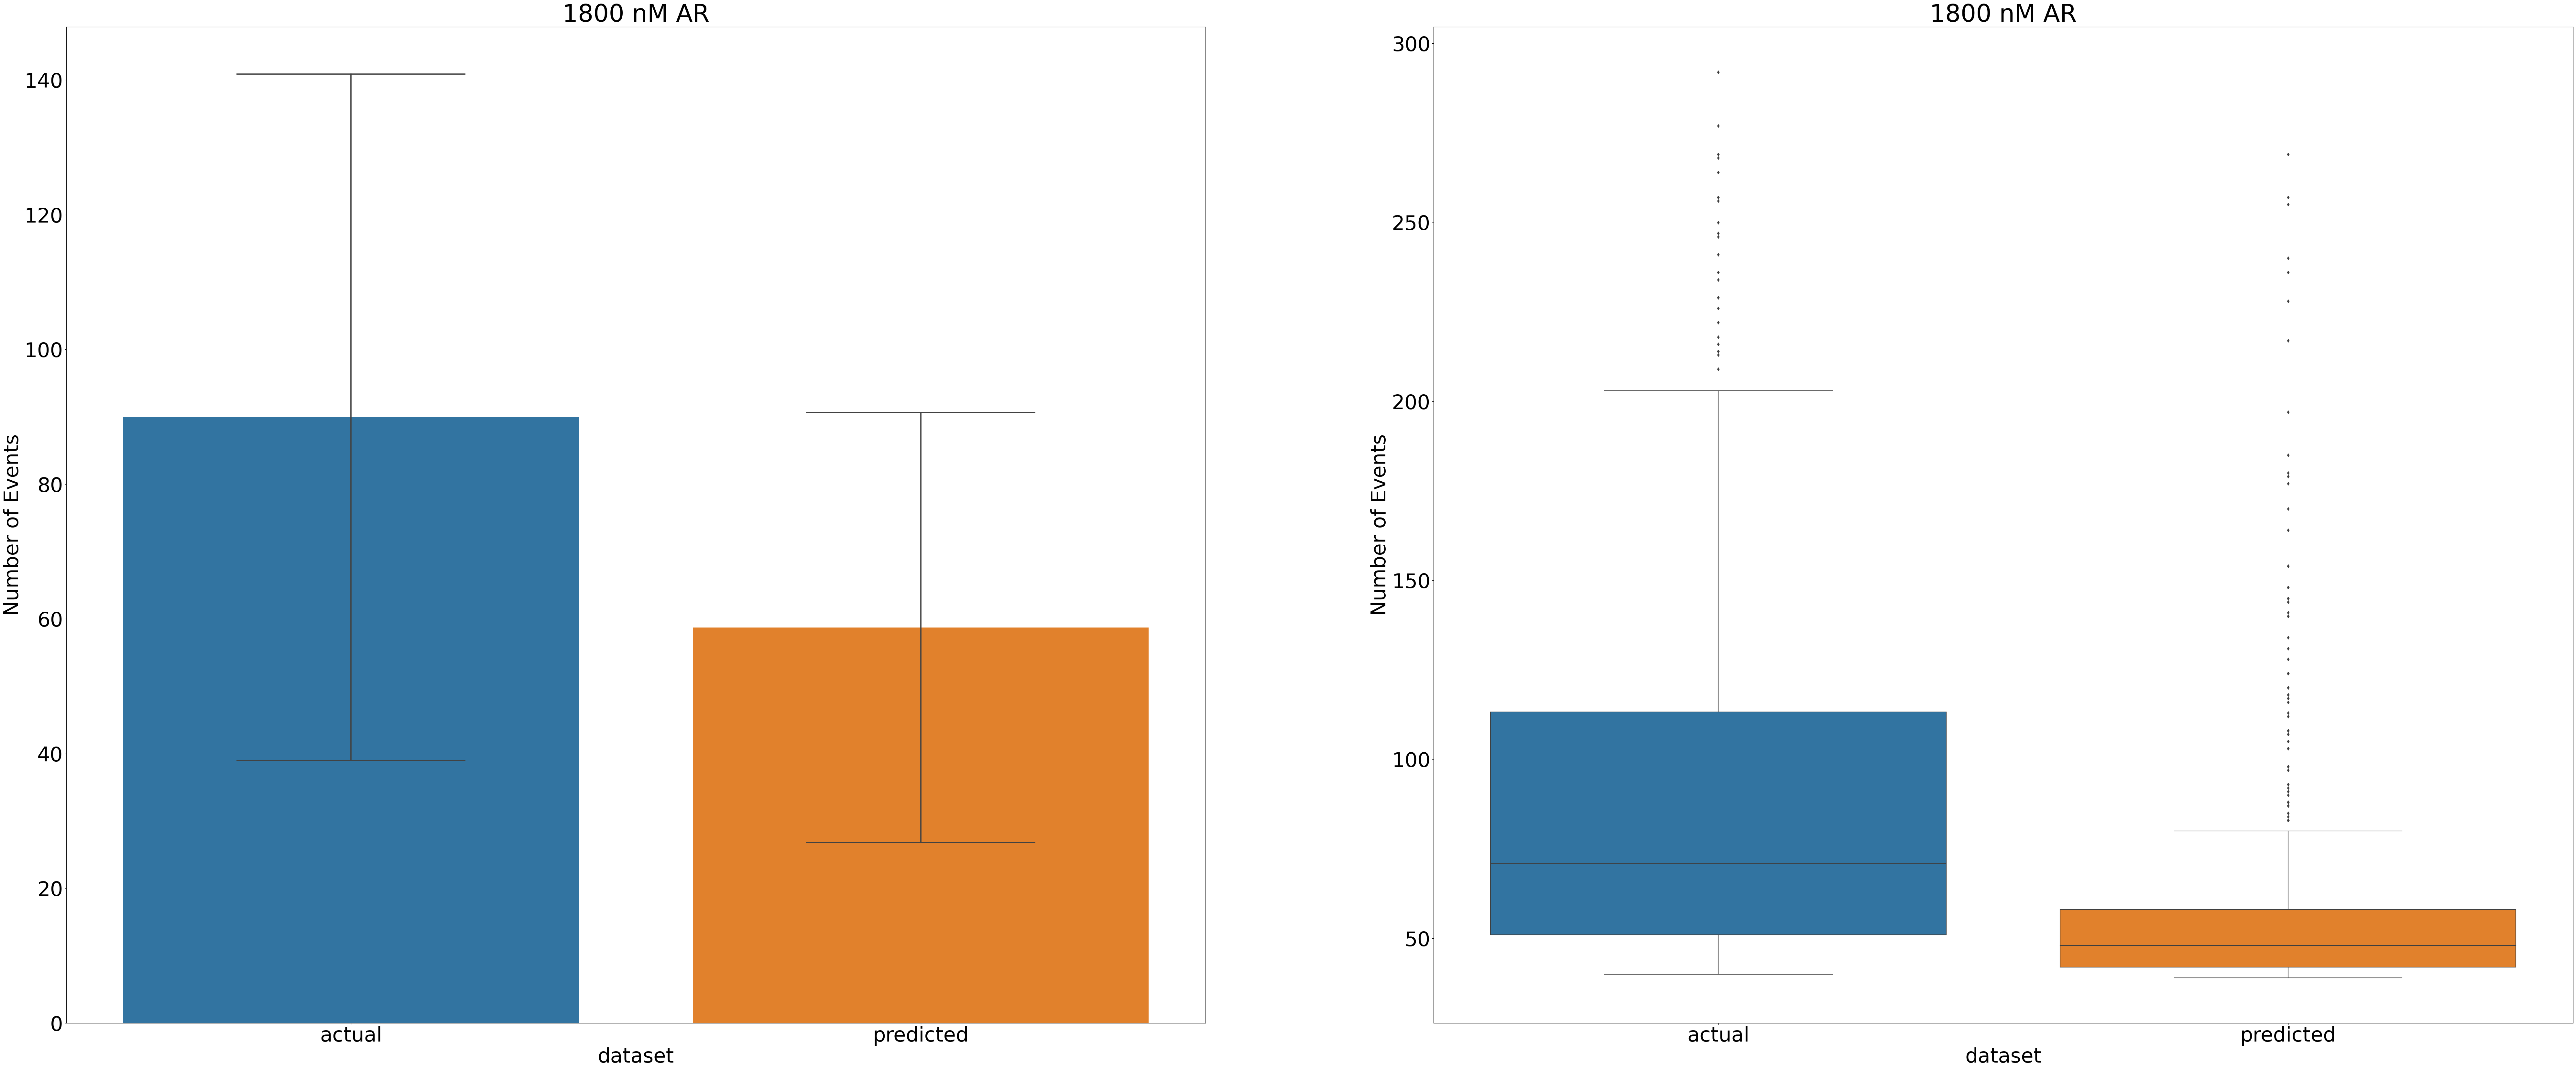 1800 nM AR
Number of Events
140
120
100
80
60
40
20
0
actual predicted
dataset
1800 nM AR
Number of Events
300
250
200
150
100
50
actual predicted
dataset